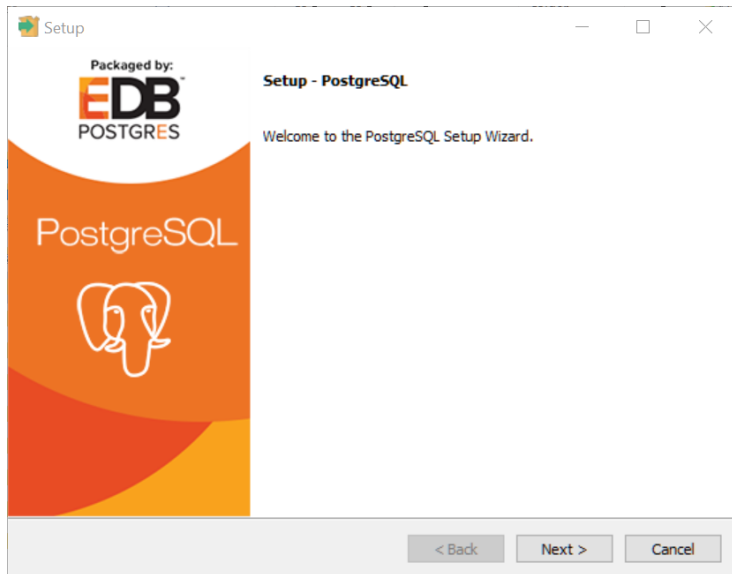 Setup
Packaged by:
EDB
POSTGRES
PostgreSQL
Setup - PostgreSQL
Welcome to the PostgreSQL Setup Wizard.
< Back
Next >
Cancel